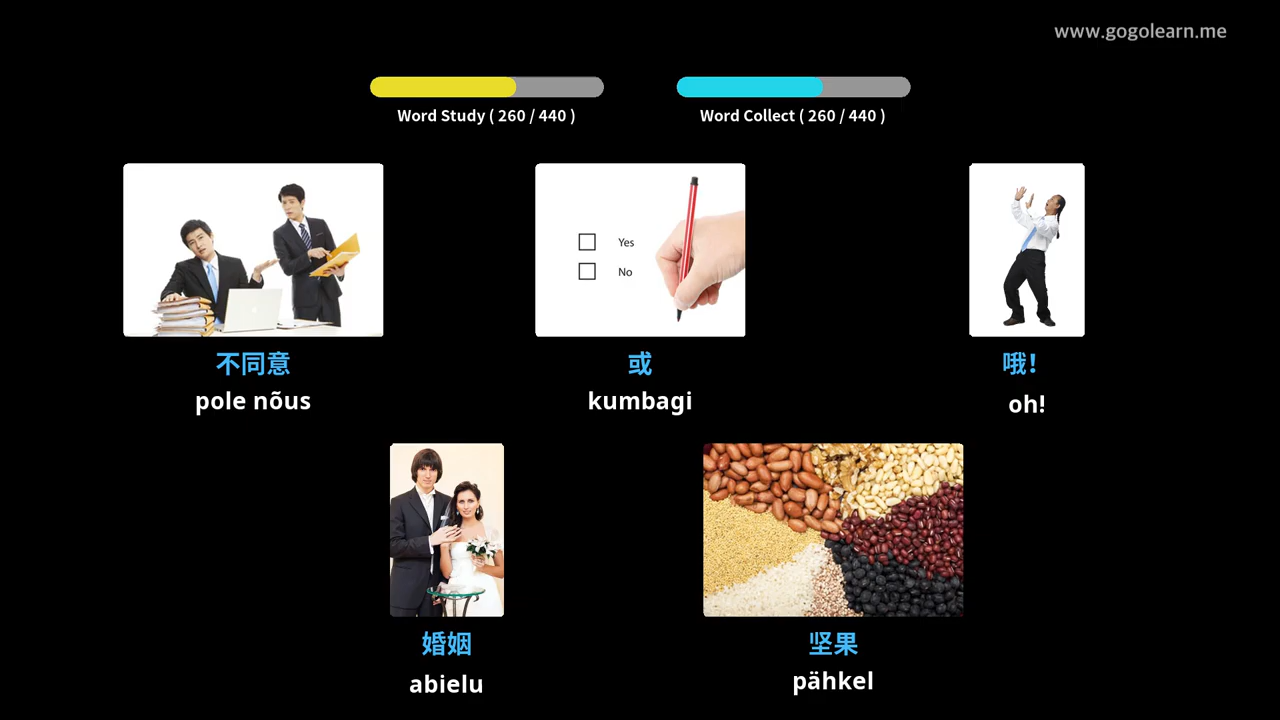 www.gogolearn.me
Word Study ( 260 / 440 )
Word Collect ( 260 / 440 )
Yes
No
不同意
或
哦!
pole nõus
kumbagi
oh!
婚姻
坚果
abielu
pähkel